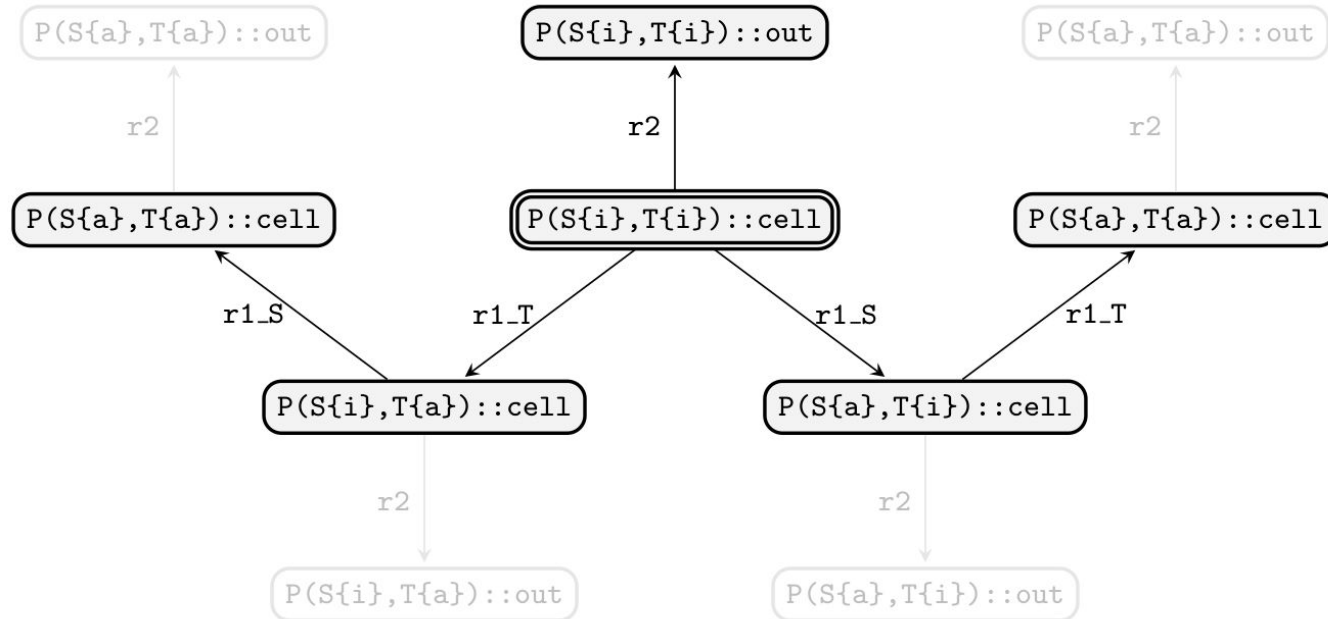 P(S{a},T{a})::out
P(S{i},T{i})::out
P(S{a},T{a})::out
r2
r2
r2
P(S{a},T{a})::cell
P(S{i},T{i})::cell
P(S{a},T{a})::cell
r1_S
r1_T
r1_S
r1_T
P(S{i},T{a})::cell
P(S{a},T{i})::cell
r2
r2
P(S{i},T{a})::out
P(S{a},T{i})::out